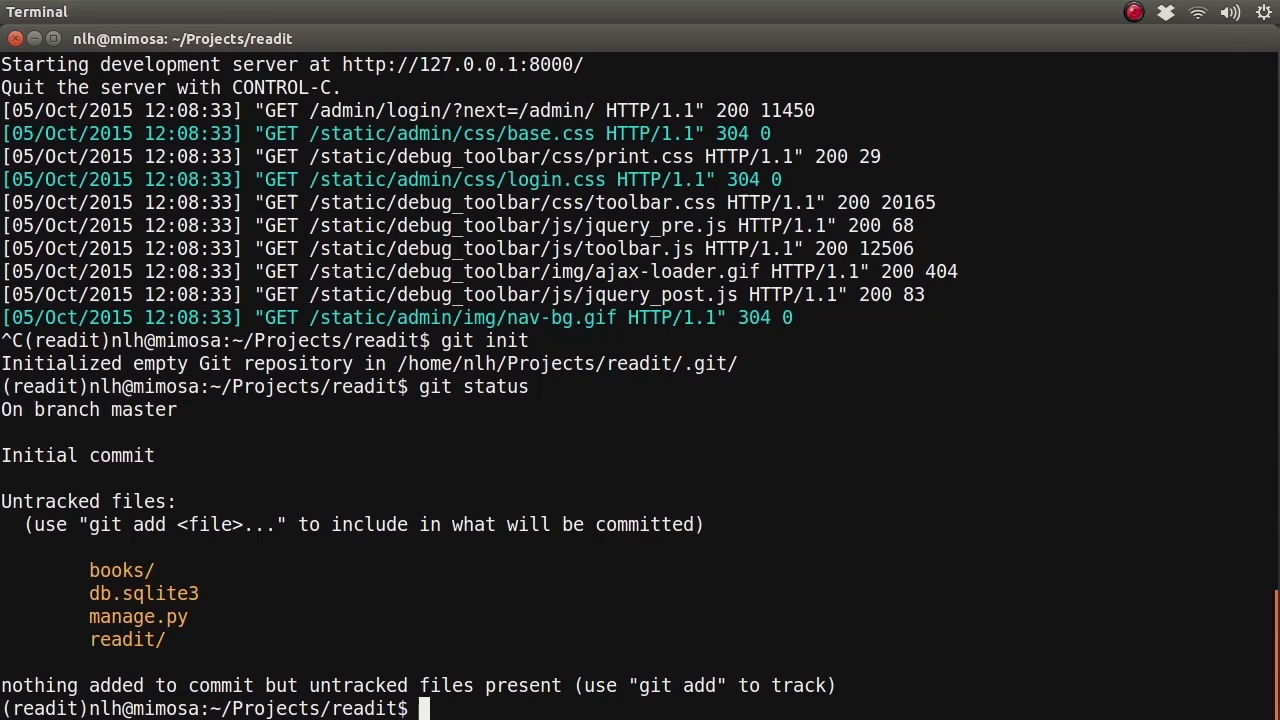 Terminal
nlh@mimosa: ~/Projects/readit
Starting development server at http://127.0.0.1:8000/
Quit the server with CONTROL-C.
[05/Oct/2015 12:08:33] "GET /admin/login/?next=/admin/ HTTP/1.1" 200 11450
[05/Oct/2015 12:08:33] "GET /static/admin/css/base.css HTTP/1.1" 304 0
[05/Oct/2015 12:08:33] "GET /static/debug_toolbar/css/print.css HTTP/1.1" 200 29
[05/Oct/2015 12:08:33] "GET /static/admin/css/login.css HTTP/1.1" 304 0
[05/Oct/2015 12:08:33] "GET /static/debug_toolbar/css/toolbar.css HTTP/1.1" 200 20165
[05/Oct/2015 12:08:33] "GET /static/debug_toolbar/js/jquery_pre.js HTTP/1.1" 200 68
[05/Oct/2015 12:08:33] "GET /static/debug_toolbar/js/toolbar.js HTTP/1.1" 200 12506
[05/Oct/2015 12:08:33] "GET /static/debug_toolbar/img/ajax-loader.gif HTTP/1.1" 200 404
[05/Oct/2015 12:08:33] "GET /static/debug_toolbar/js/jquery_post.js HTTP/1.1" 200 83
[05/Oct/2015 12:08:33] "GET /static/admin/img/nav-bg.gif HTTP/1.1" 304 0
^C(readit)nlh@mimosa:~/Projects/readit$ git init
Initialized empty Git repository in /home/nlh/Projects/readit/.git/
(readit)nlh@mimosa:~/Projects/readit$ git status
On branch master
Initial commit
Untracked files:
(use "git add <file>..." to include in what will be committed)
books/
db.sqlite3
manage.py
readit/
nothing added to commit but untracked files present (use "git add" to track)
(readit)nlh@mimosa:~/Projects/readit$